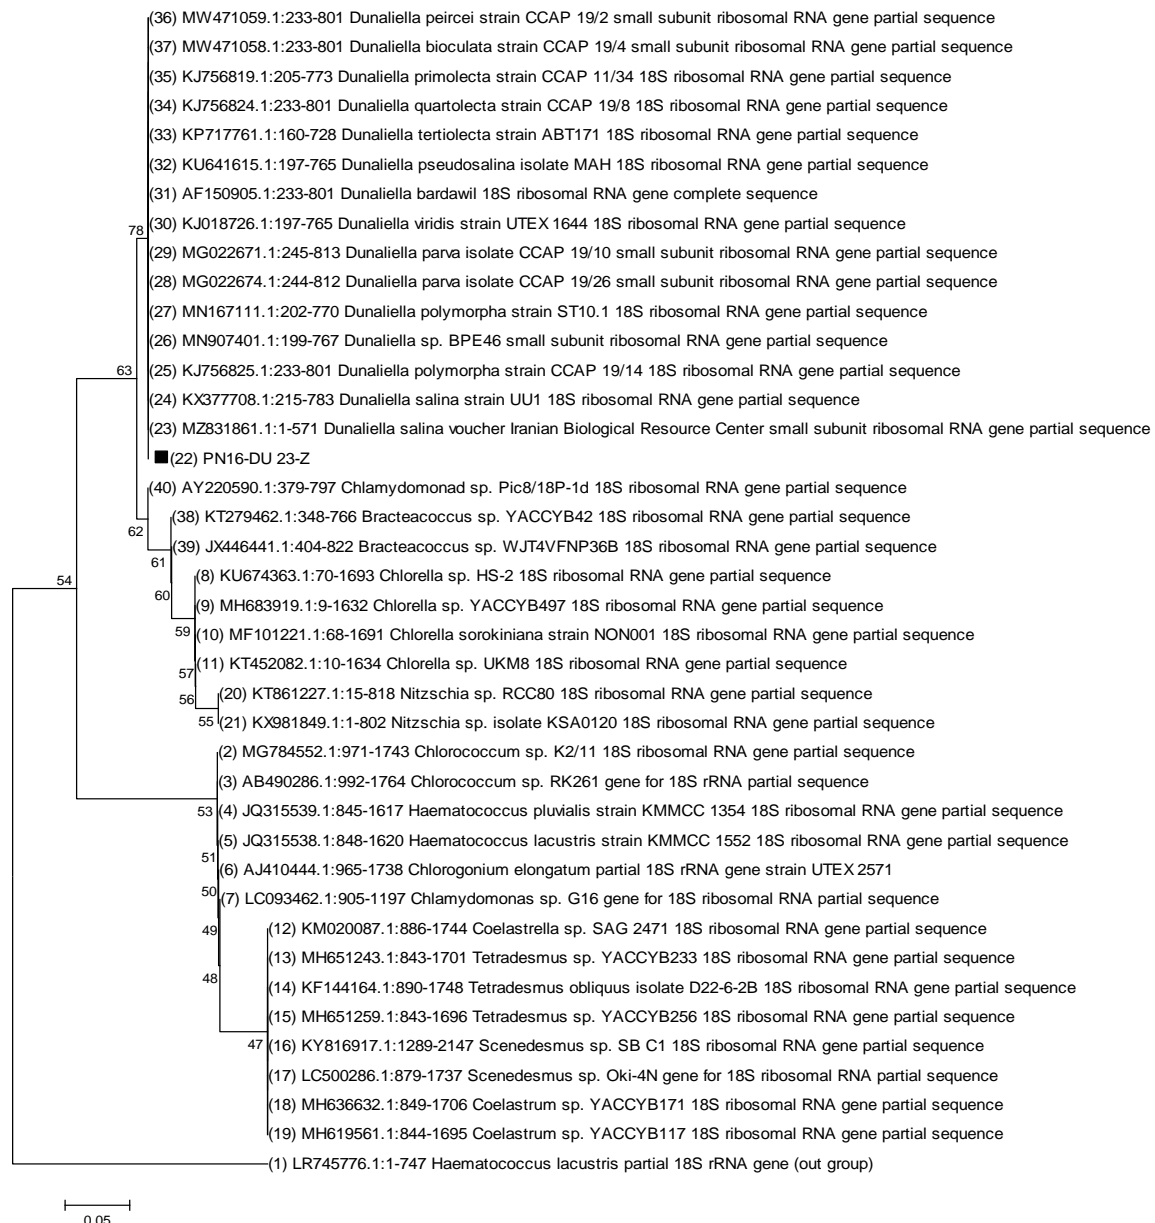 (36) MW471059.1:233-801 Dunaliella peircei strain CCAP 19/2 small subunit ribosomal RNA gene partial sequence
(37) MW471058.1:233-801 Dunaliella bioculata strain CCAP 19/4 small subunit ribosomal RNA gene partial sequence
(35) KJ756819.1:205-773 Dunaliella primolecta strain CCAP 11/34 18S ribosomal RNA gene partial sequence
(34) KJ756824.1:233-801 Dunaliella quartolecta strain CCAP 19/8 18S ribosomal RNA gene partial sequence
(33) KP717761.1:160-728 Dunaliella tertiolecta strain ABT171 18S ribosomal RNA gene partial sequence
(32) KU641615.1:197-765 Dunaliella pseudosalina isolate MAH 18S ribosomal RNA gene partial sequence
(31) AF150905.1:233-801 Dunaliella bardawil 18S ribosomal RNA gene complete sequence
(30) KJ018726.1:197-765 Dunaliella viridis strain UTEX 1644 18S ribosomal RNA gene partial sequence
78
(29) MG022671.1:245-813 Dunaliella parva isolate CCAP 19/10 small subunit ribosomal RNA gene partial sequence
(28) MG022674.1:244-812 Dunaliella parva isolate CCAP 19/26 small subunit ribosomal RNA gene partial sequence
(27) MN167111.1:202-770 Dunaliella polymorpha strain ST10.1 18S ribosomal RNA gene partial sequence
(26) MN907401.1:199-767 Dunaliella sp. BPE46 small subunit ribosomal RNA gene partial sequence
63
(25) KJ756825.1:233-801 Dunaliella polymorpha strain CCAP 19/14 18S ribosomal RNA gene partial sequence
(24) KX377708.1:215-783 Dunaliella salina strain UU1 18S ribosomal RNA gene partial sequence
(23) MZ831861.1:1-571 Dunaliella salina voucher Iranian Biological Resource Center small subunit ribosomal RNA gene partial sequence
(22) PN16-DU 23-Z
(40) AY220590.1:379-797 Chlamydomonad sp. Pic8/18P-1d 18S ribosomal RNA gene partial sequence
(38) KT279462.1:348-766 Bracteacoccus sp. YACCYB42 18S ribosomal RNA gene partial sequence
62
(39) JX446441.1:404-822 Bracteacoccus sp. WJT4VFNP36B 18S ribosomal RNA gene partial sequence
61
(8) KU674363.1:70-1693 Chlorella sp. HS-2 18S ribosomal RNA gene partial sequence
54
60
(9) MH683919.1:9-1632 Chlorella sp. YACCYB497 18S ribosomal RNA gene partial sequence
59
(10) MF101221.1:68-1691 Chlorella sorokiniana strain NON001 18S ribosomal RNA gene partial sequence
(11) KT452082.1:10-1634 Chlorella sp. UKM8 18S ribosomal RNA gene partial sequence
57
(20) KT861227.1:15-818 Nitzschia sp. RCC80 18S ribosomal RNA gene partial sequence
56
55
(21) KX981849.1:1-802 Nitzschia sp. isolate KSA0120 18S ribosomal RNA gene partial sequence
(2) MG784552.1:971-1743 Chlorococcum sp. K2/11 18S ribosomal RNA gene partial sequence
(3) AB490286.1:992-1764 Chlorococcum sp. RK261 gene for 18S rRNA partial sequence
53
(4) JQ315539.1:845-1617 Haematococcus pluvialis strain KMMCC 1354 18S ribosomal RNA gene partial sequence
(5) JQ315538.1:848-1620 Haematococcus lacustris strain KMMCC 1552 18S ribosomal RNA gene partial sequence
51
(6) AJ410444.1:965-1738 Chlorogonium elongatum partial 18S rRNA gene strain UTEX 2571
50
(7) LC093462.1:905-1197 Chlamydomonas sp. G16 gene for 18S ribosomal RNA partial sequence
49
(12) KM020087.1:886-1744 Coelastrella sp. SAG 2471 18S ribosomal RNA gene partial sequence
(13) MH651243.1:843-1701 Tetradesmus sp. YACCYB233 18S ribosomal RNA gene partial sequence
48
(14) KF144164.1:890-1748 Tetradesmus obliquus isolate D22-6-2B 18S ribosomal RNA gene partial sequence
(15) MH651259.1:843-1696 Tetradesmus sp. YACCYB256 18S ribosomal RNA gene partial sequence
47
(16) KY816917.1:1289-2147 Scenedesmus sp. SB C1 18S ribosomal RNA gene partial sequence
(17) LC500286.1:879-1737 Scenedesmus sp. Oki-4N gene for 18S ribosomal RNA partial sequence
(18) MH636632.1:849-1706 Coelastrum sp. YACCYB171 18S ribosomal RNA gene partial sequence
(19) MH619561.1:844-1695 Coelastrum sp. YACCYB117 18S ribosomal RNA gene partial sequence
(1) LR745776.1:1-747 Haematococcus lacustris partial 18S rRNA gene (out group)
0.05